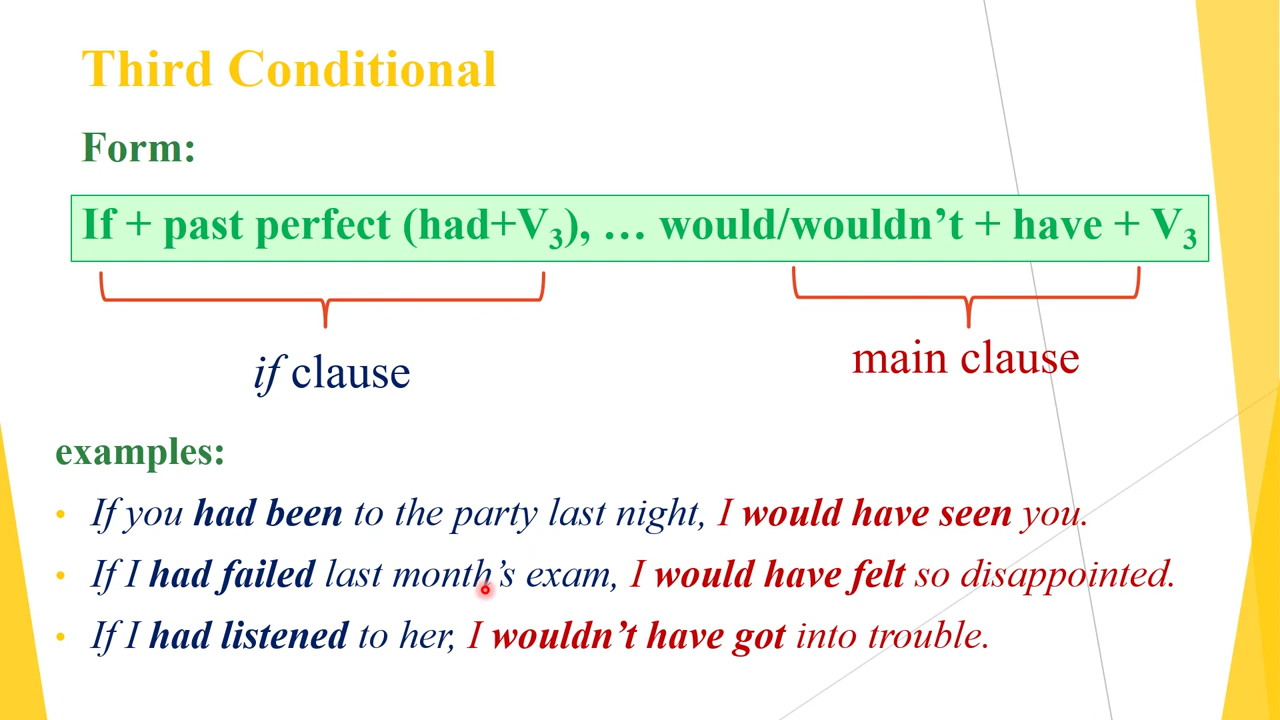 Third Conditional
Form:
If + past perfect (had+V₃), … would/wouldn’t + have + V₃
if clause
main clause
examples:
• If you had been to the party last night, I would have seen you.
• If I had failed last month’s exam, I would have felt so disappointed.
• If I had listened to her, I wouldn’t have got into trouble.